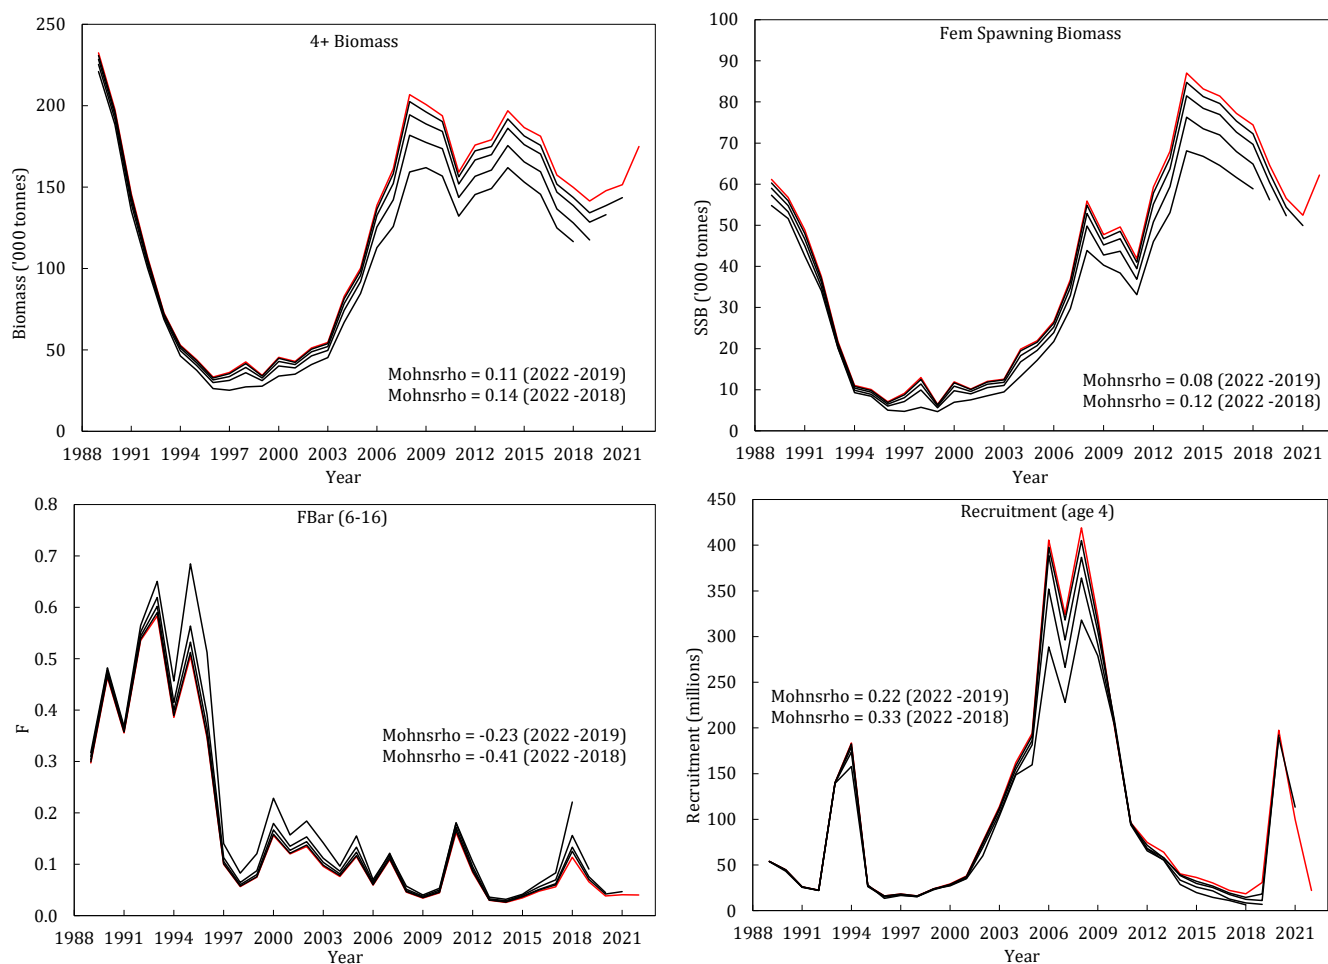 4+ Biomass
Biomass ('000 tonnes)
250
200
150
100
50
0
Mohnsrho = 0.11 (2022 -2019)
Mohnsrho = 0.14 (2022 -2018)
1988 1991 1994 1997 2000 2003 2006 2009 2012 2015 2018 2021
Year
Fem Spawning Biomass
SSB ('000 tonnes)
100
90
80
70
60
50
40
30
20
10
0
Mohnsrho = 0.08 (2022 -2019)
Mohnsrho = 0.12 (2022 -2018)
1988 1991 1994 1997 2000 2003 2006 2009 2012 2015 2018 2021
Year
FBar (6-16)
F
0.8
0.7
0.6
0.5
0.4
0.3
0.2
0.1
0.0
Mohnsrho = -0.23 (2022 -2019)
Mohnsrho = -0.41 (2022 -2018)
1988 1991 1994 1997 2000 2003 2006 2009 2012 2015 2018 2021
Year
Recruitment (age 4)
Recruitment (millions)
450
400
350
300
250
200
150
100
50
0
Mohnsrho = 0.22 (2022 -2019)
Mohnsrho = 0.33 (2022 -2018)
1988 1991 1994 1997 2000 2003 2006 2009 2012 2015 2018 2021
Year